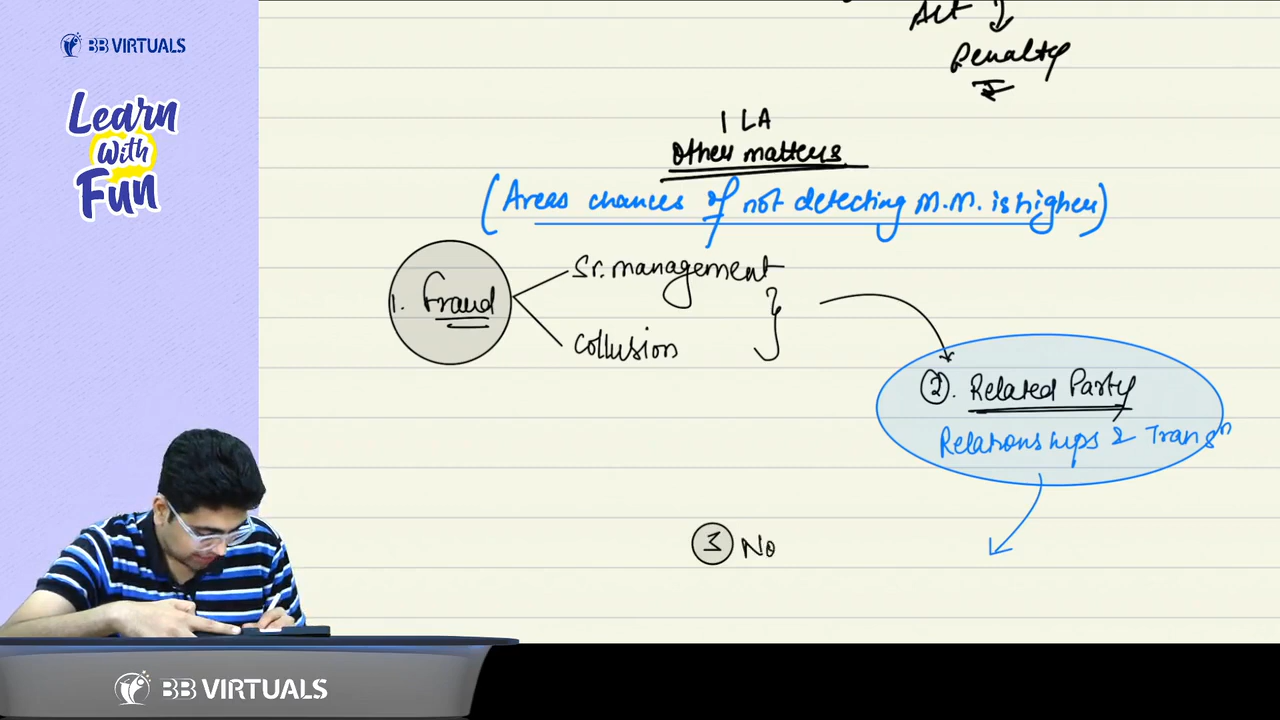 BB VIRTUALS
Learn
with
Fun
Act
Penalty
I LA
Other matters
(Areas chances of not detecting M.M. is higher)
1. Fraud
Sr. management
Collusion
2. Related Party
Relationships & Transn
3 No
BB VIRTUALS